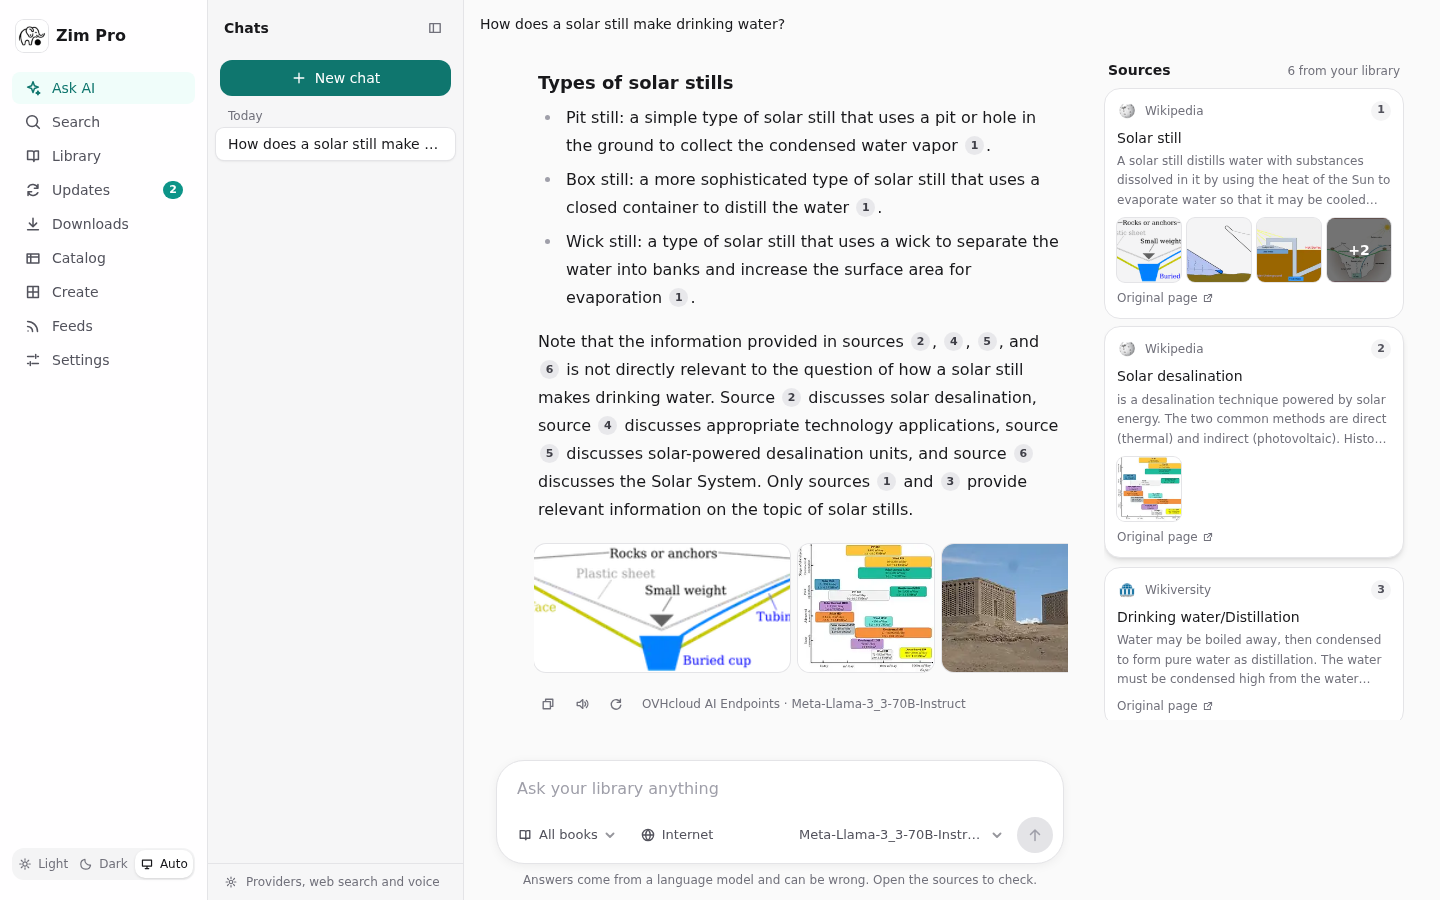 Zim Pro
Ask AI
Search
Library
Updates
2
Downloads
Catalog
Create
Feeds
Settings
Light
Dark
Auto
Chats
New chat
Today
How does a solar still make …
Providers, web search and voice
How does a solar still make drinking water?
Types of solar stills
Pit still: a simple type of solar still that uses a pit or hole in
the ground to collect the condensed water vapor 1.
Box still: a more sophisticated type of solar still that uses a
closed container to distill the water 1.
Wick still: a type of solar still that uses a wick to separate the
water into banks and increase the surface area for
evaporation 1.
Note that the information provided in sources 2, 4, 5, and
6 is not directly relevant to the question of how a solar still
makes drinking water. Source 2 discusses solar desalination,
source 4 discusses appropriate technology applications, source
5 discusses solar-powered desalination units, and source 6
discusses the Solar System. Only sources 1 and 3 provide
relevant information on the topic of solar stills.
Rocks or anchors
Plastic sheet
Small weight
Tubin
Buried cup
OVHcloud AI Endpoints · Meta-Llama-3_3-70B-Instruct
Ask your library anything
All books
Internet
Meta-Llama-3_3-70B-Instr…
Answers come from a language model and can be wrong. Open the sources to check.
Sources
6 from your library
Wikipedia
1
Solar still
A solar still distills water with substances
dissolved in it by using the heat of the Sun to
evaporate water so that it may be cooled…
Rocks or anchors
Small weight
Buried
+2
Original page
Wikipedia
2
Solar desalination
is a desalination technique powered by solar
energy. The two common methods are direct
(thermal) and indirect (photovoltaic). Histo…
Original page
Wikiversity
3
Drinking water/Distillation
Water may be boiled away, then condensed
to form pure water as distillation. The water
must be condensed high from the water…
Original page